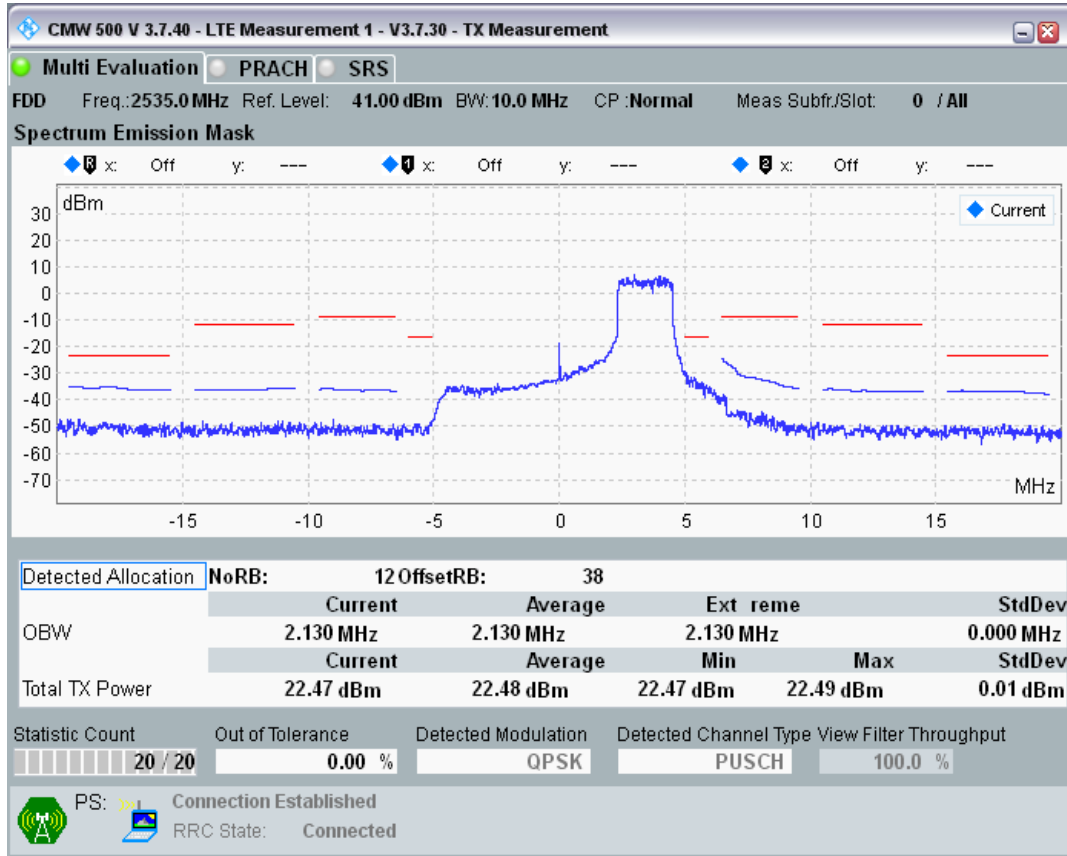 CMW 500 V 3.7.40 - LTE Measurement 1 - V3.7.30 - TX Measurement
Multi Evaluation PRACH SRS
FDD Freq.:2535.0 MHz Ref. Level: 41.00 dBm BW:10.0 MHz CP :Normal Meas Subfr./Slot: 0 / All
Spectrum Emission Mask
R x: Off y: --- 1 x: Off y: --- 2 x: Off y: ---
dBm
Current
30
20
10
0
-10
-20
-30
-40
-50
-60
-70
MHz
-15 -10 -5 0 5 10 15
Detected Allocation NoRB: 12 OffsetRB: 38
Current Average Ext reme StdDev
OBW 2.130 MHz 2.130 MHz 2.130 MHz 0.000 MHz
Current Average Min Max StdDev
Total TX Power 22.47 dBm 22.48 dBm 22.47 dBm 22.49 dBm 0.01 dBm
Statistic Count Out of Tolerance Detected Modulation Detected Channel Type View Filter Throughput
20 / 20 0.00 % QPSK PUSCH 100.0 %
PS: Connection Established
RRC State: Connected